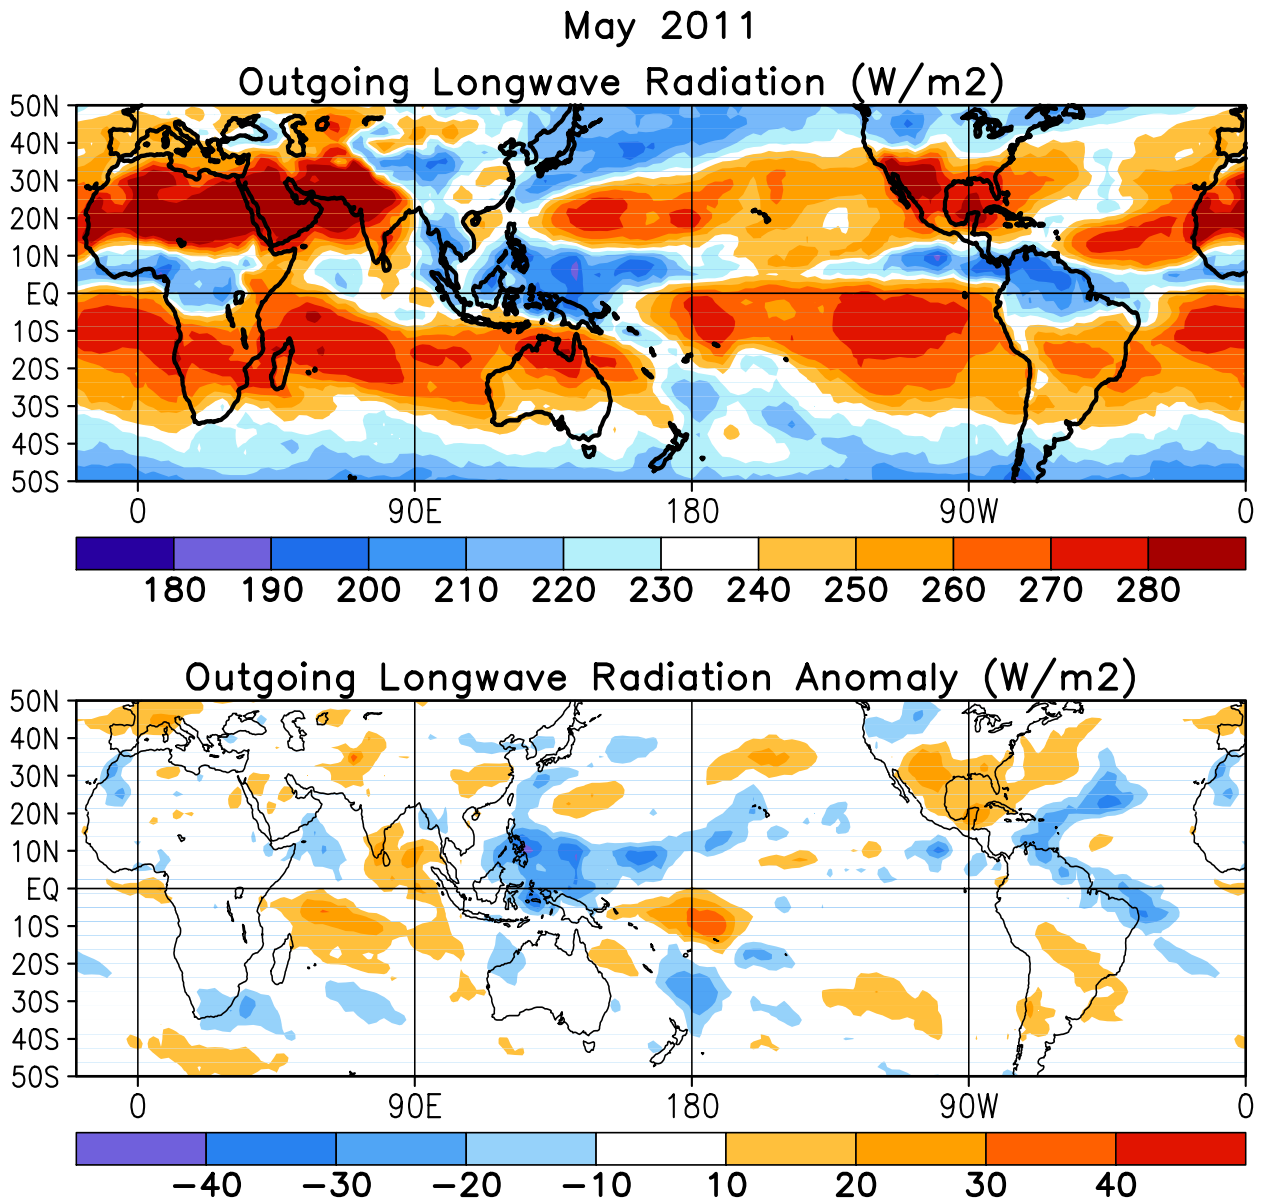 May 2011
Outgoing Longwave Radiation (W/m2)
50N
40N
30N
20N
10N
EQ
10S
20S
30S
40S
50S
0 90E 180 90W 0
180 190 200 210 220 230 240 250 260 270 280
Outgoing Longwave Radiation Anomaly (W/m2)
50N
40N
30N
20N
10N
EQ
10S
20S
30S
40S
50S
0 90E 180 90W 0
−40 −30 −20 −10 10 20 30 40